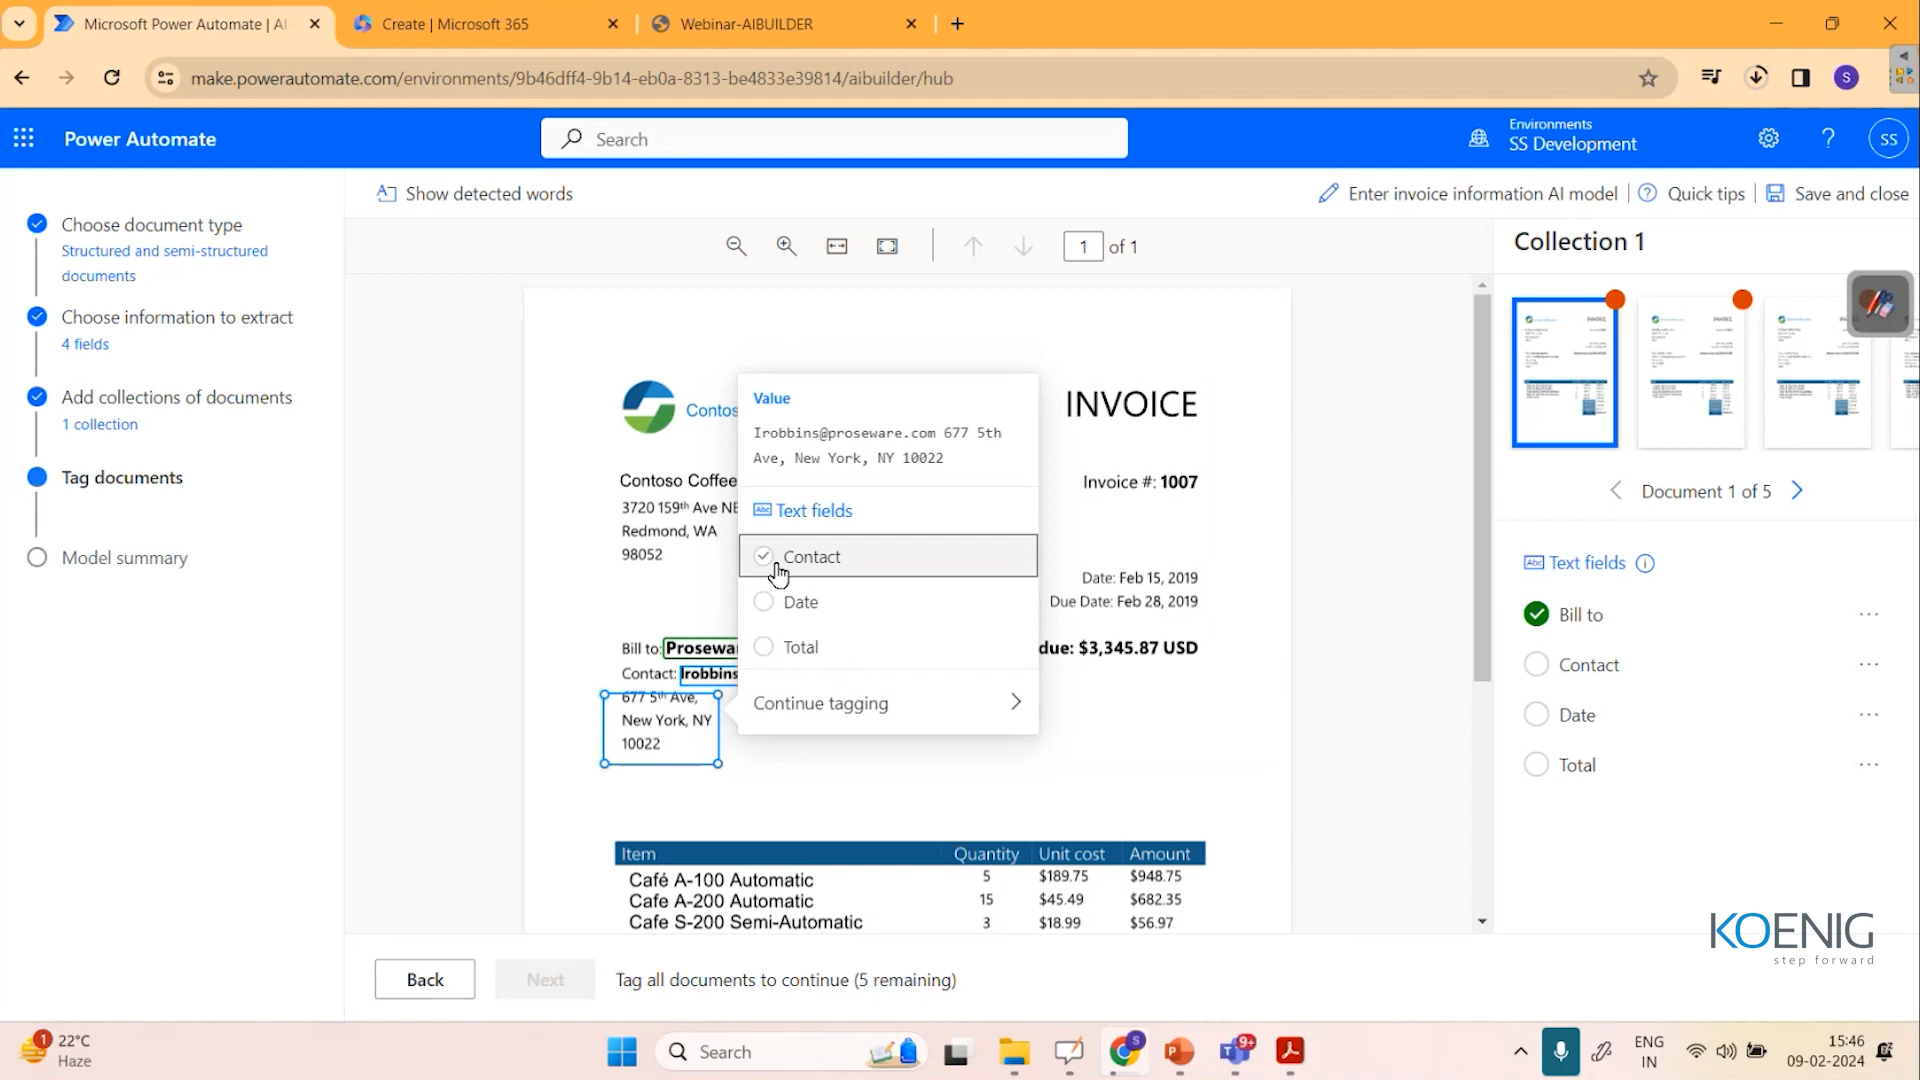 Microsoft Power Automate | AI
Create | Microsoft 365
Webinar-AIBUILDER
make.powerautomate.com/environments/9b46dff4-9b14-eb0a-8313-be4833e39814/aibuilder/hub
S
Power Automate
Search
Environments
SS Development
?
SS
Choose document type
Structured and semi-structured
documents
Choose information to extract
4 fields
Add collections of documents
1 collection
Tag documents
Model summary
Show detected words
Enter invoice information AI model
Quick tips
Save and close
1 of 1
Contos
INVOICE
Contoso Coffee
3720 159th Ave NE
Redmond, WA
98052
Invoice #: 1007
Date: Feb 15, 2019
Due Date: Feb 28, 2019
Bill to: Prosewa
due: $3,345.87 USD
Contact: Irobbins
677 5th Ave,
New York, NY
10022
Value
Irobbins@proseware.com 677 5th
Ave, New York, NY 10022
Abc Text fields
Contact
Date
Total
Continue tagging
Item Quantity Unit cost Amount
Café A-100 Automatic 5 $189.75 $948.75
Café A-200 Automatic 15 $45.49 $682.35
Cafe S-200 Semi-Automatic 3 $18.99 $56.97
Collection 1
Document 1 of 5
Abc Text fields
Bill to
Contact
Date
Total
KOENIG
step forward
Back
Next
Tag all documents to continue (5 remaining)
1
22°C
Haze
Search
S
P
9+
ENG
IN
15:46
09-02-2024